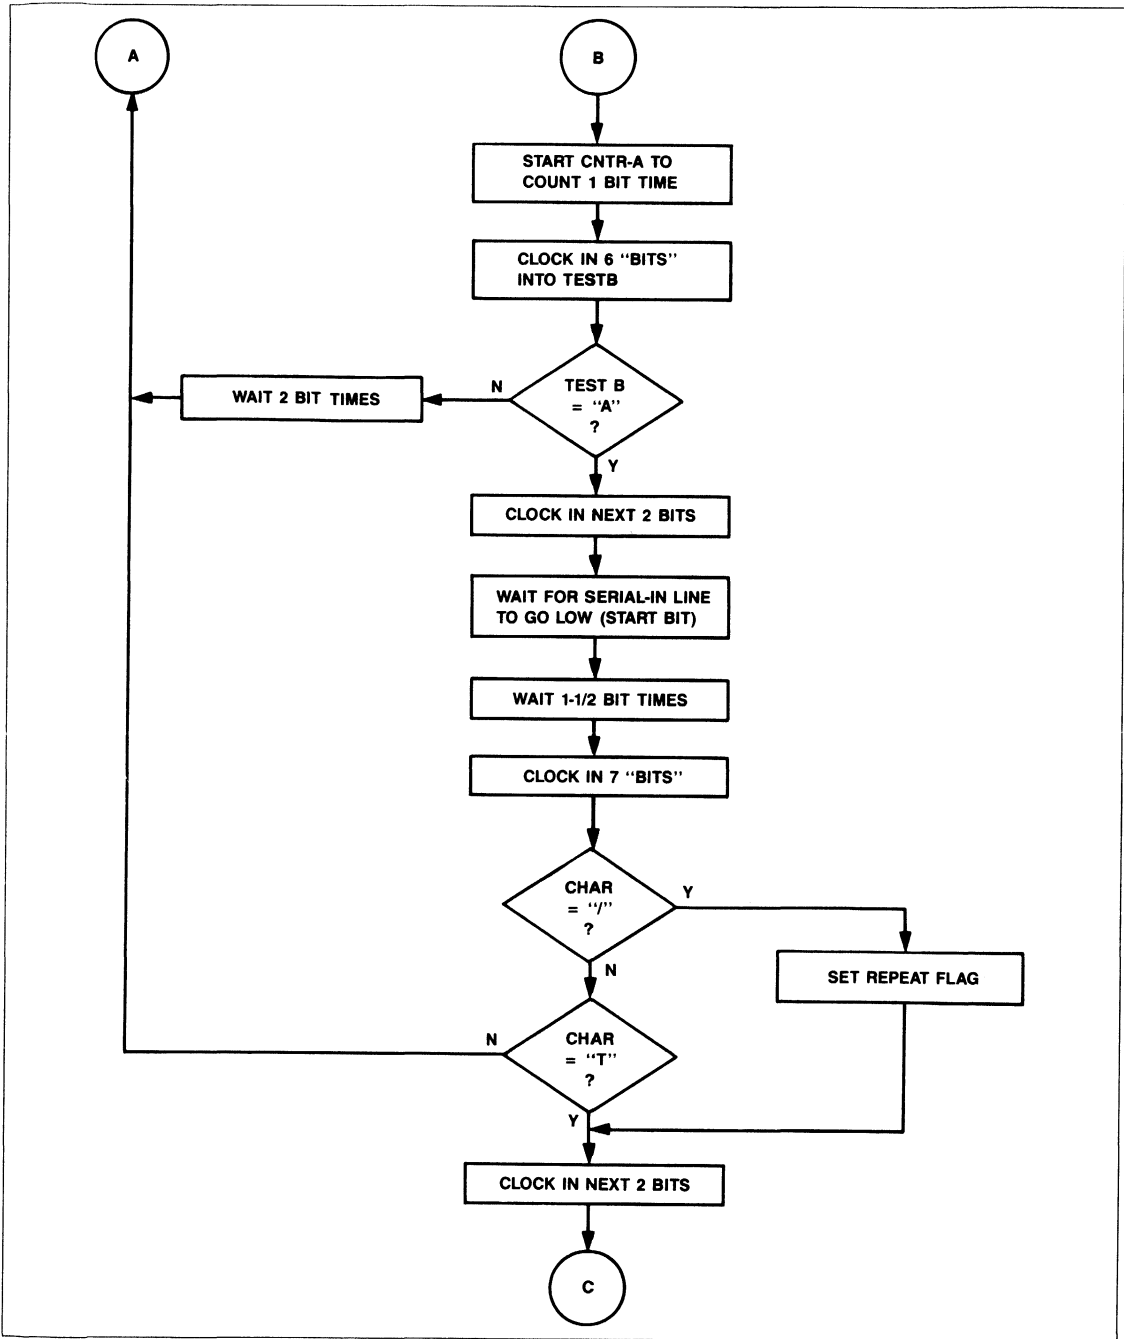 A
B
START CNTR-A TO
COUNT 1 BIT TIME
CLOCK IN 6 “BITS”
INTO TESTB
TEST B
= “A”
?
N
WAIT 2 BIT TIMES
Y
CLOCK IN NEXT 2 BITS
WAIT FOR SERIAL-IN LINE
TO GO LOW (START BIT)
WAIT 1-1/2 BIT TIMES
CLOCK IN 7 “BITS”
CHAR
= “/”
?
Y
SET REPEAT FLAG
N
CHAR
= “T”
?
N
Y
CLOCK IN NEXT 2 BITS
C